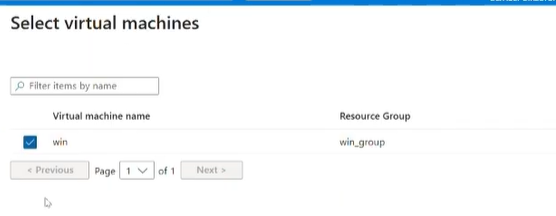 Select virtual machines
Filter items by name
Virtual machine name Resource Group
win win_group
< Previous Page 1 of 1 Next >